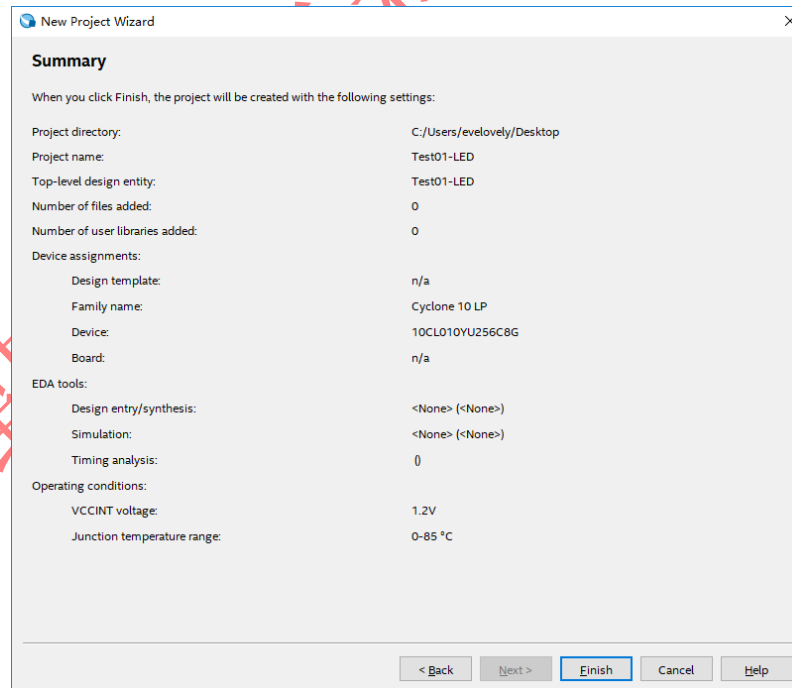 New Project Wizard
Summary
When you click Finish, the project will be created with the following settings:
Project directory: C:/Users/evelovely/Desktop
Project name: Test01-LED
Top-level design entity: Test01-LED
Number of files added: 0
Number of user libraries added: 0
Device assignments:
Design template: n/a
Family name: Cyclone 10 LP
Device: 10CL010YU256C8G
Board: n/a
EDA tools:
Design entry/synthesis: <None> (<None>)
Simulation: <None> (<None>)
Timing analysis: ()
Operating conditions:
VCCINT voltage: 1.2V
Junction temperature range: 0-85 °C
< Back Next > Finish Cancel Help